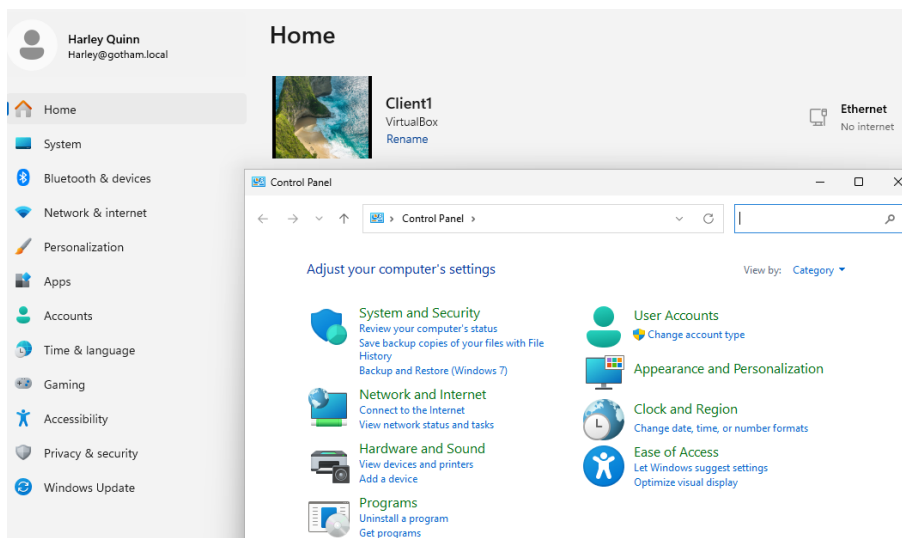 Harley Quinn
Harley@gotham.local
Home
System
Bluetooth & devices
Network & internet
Personalization
Apps
Accounts
Time & language
Gaming
Accessibility
Privacy & security
Windows Update
Home
Client1
VirtualBox
Rename
Ethernet
No internet
Control Panel
Control Panel
Adjust your computer's settings
View by: Category
System and Security
Review your computer's status
Save backup copies of your files with File
History
Backup and Restore (Windows 7)
Network and Internet
Connect to the Internet
View network status and tasks
Hardware and Sound
View devices and printers
Add a device
Programs
Uninstall a program
Get programs
User Accounts
Change account type
Appearance and Personalization
Clock and Region
Change date, time, or number formats
Ease of Access
Let Windows suggest settings
Optimize visual display